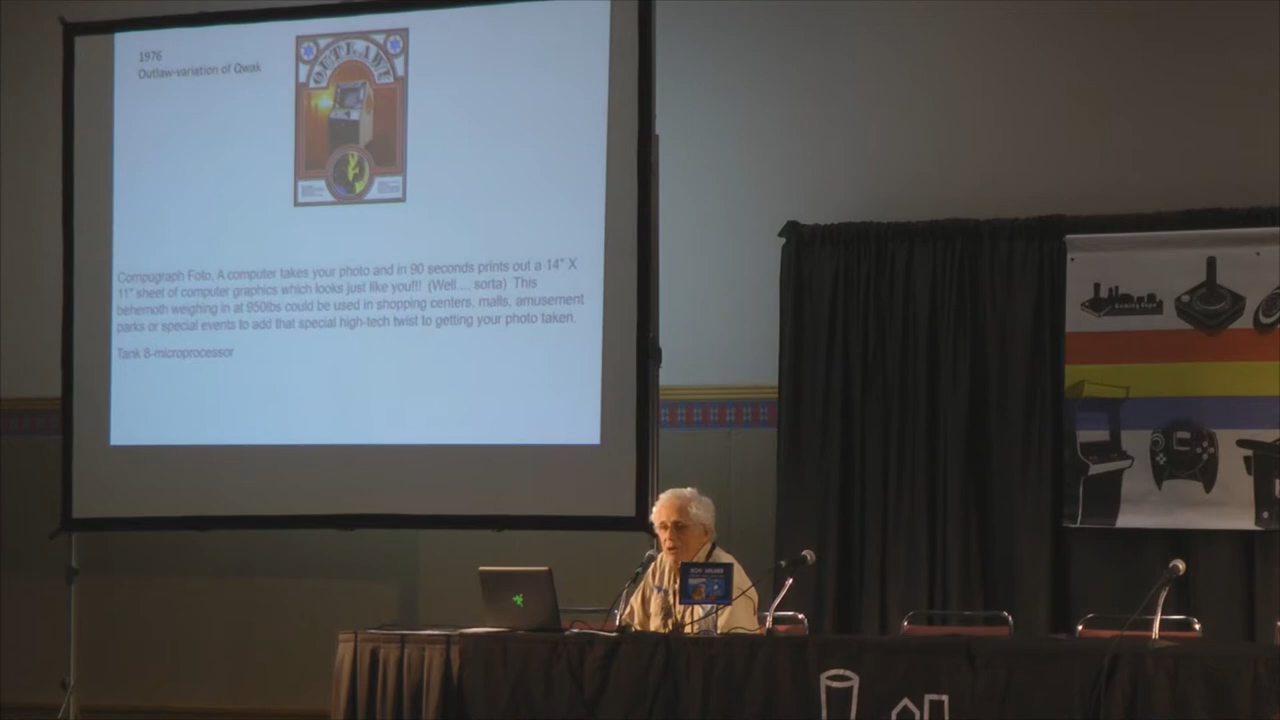 1976
Outlaw-variation of Qwak
OUTLAW
Compugraph Foto, A computer takes your photo and in 90 seconds prints out a 14" X
11" sheet of computer graphics which looks just like you!!! (Well.... sorta) This
behemoth weighing in at 950lbs could be used in shopping centers, malls, amusement
parks or special events to add that special high-tech twist to getting your photo taken.
Tank 8-microprocessor
Gaming Expo